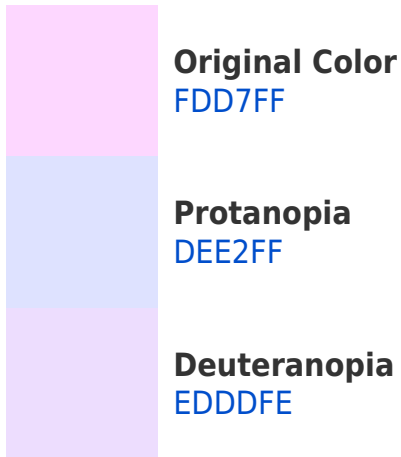 Original Color
FDD7FF
Protanopia
DEE2FF
Deuteranopia
EDDDFE